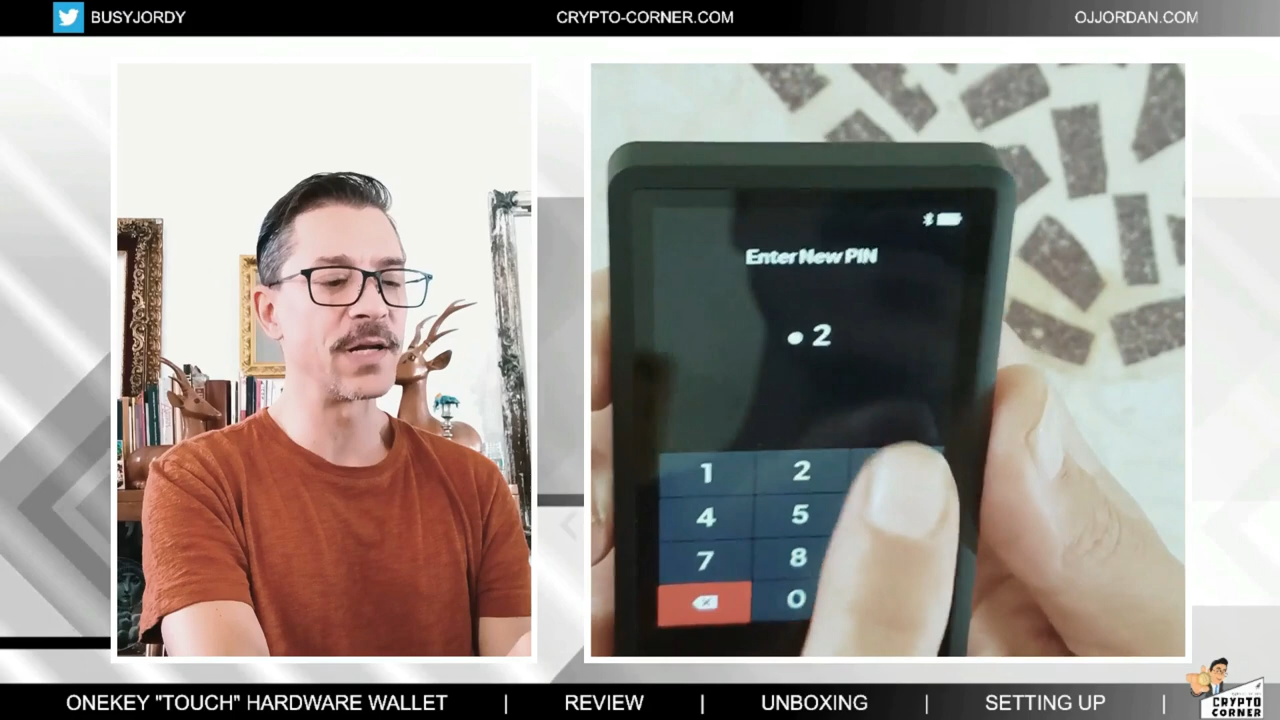 BUSYJORDY
CRYPTO-CORNER.COM
OJJORDAN.COM
Enter New PIN
●2
1 2
4 5
7 8
0
ONEKEY "TOUCH" HARDWARE WALLET | REVIEW | UNBOXING | SETTING UP |
CRYPTO
CORNER